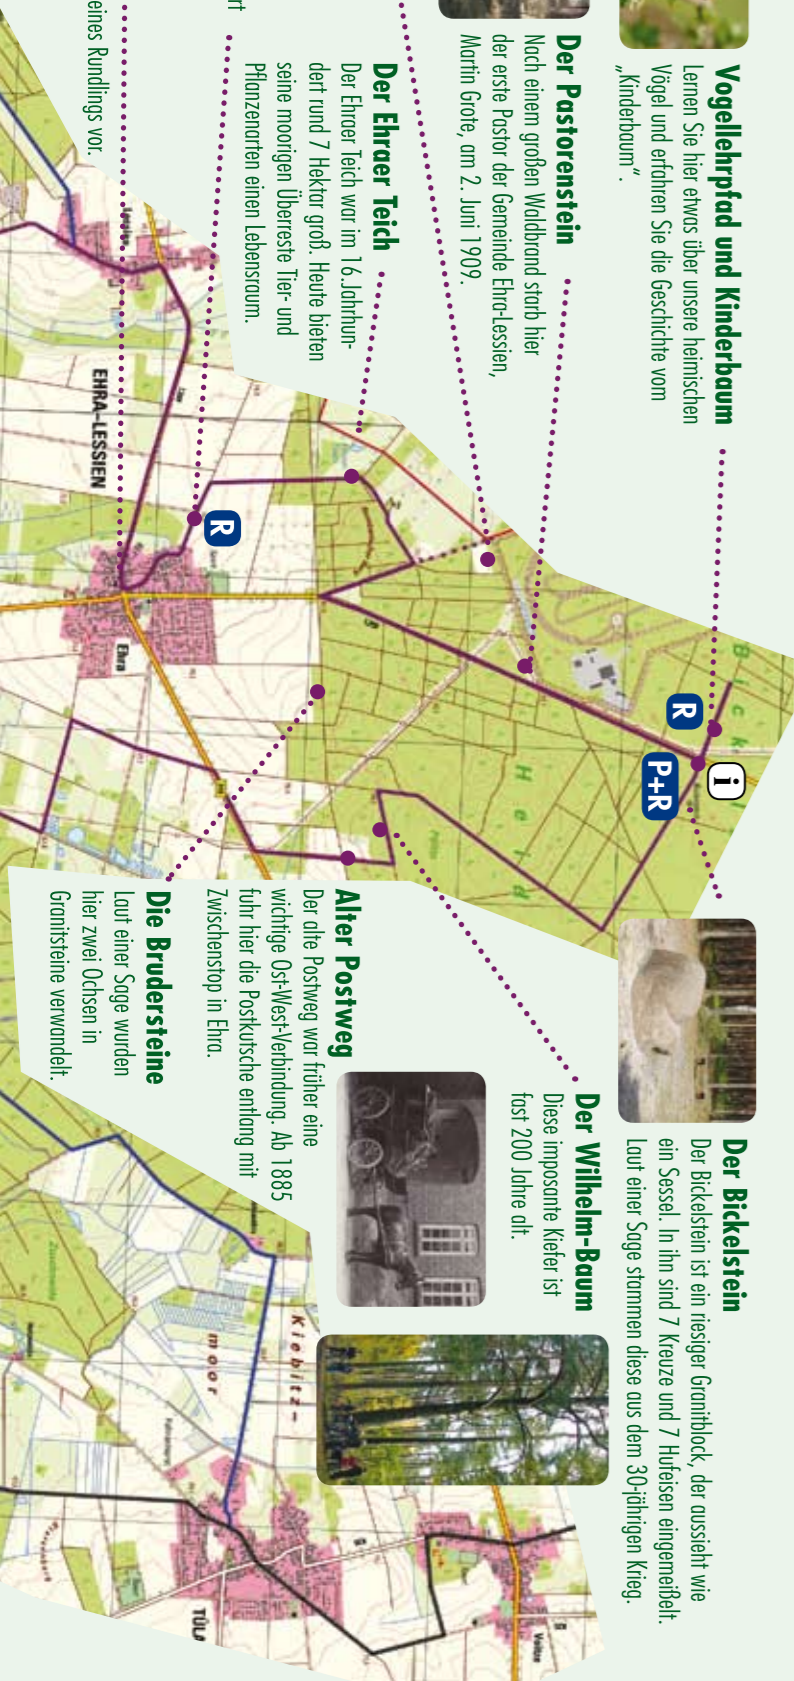 Vogellehrpfad und Kinderbaum
Lernen Sie hier etwas über unsere heimischen
Vögel und erfahren Sie die Geschichte vom
„Kinderbaum“.
Der Pastorenstein
Nach einem großen Waldbrand starb hier
der erste Pastor der Gemeinde Ehra-Lessien,
Martin Grote, am 2. Juni 1909.
Der Ehraer Teich
Der Ehraer Teich war im 16.Jahrhun-
dert rund 7 Hektar groß. Heute bieten
seine moorigen Überreste Tier- und
Pflanzenarten einen Lebensraum.
rt
eines Rundlings vor.
EHRA-LESSIEN
Ehra
R
R
P+R
i
Heid
Der Bickelstein
Der Bickelstein ist ein riesiger Granitblock, der aussieht wie
ein Sessel. In ihn sind 7 Kreuze und 7 Hufeisen eingemeißelt.
Laut einer Sage stammen diese aus dem 30-jährigen Krieg.
Der Wilhelm-Baum
Diese imposante Kiefer ist
fast 200 Jahre alt.
Alter Postweg
Der alte Postweg war früher eine
wichtige Ost-West-Verbindung. Ab 1885
fuhr hier die Postkutsche entlang mit
Zwischenstop in Ehra.
Die Brudersteine
Laut einer Sage wurden
hier zwei Ochsen in
Granitsteine verwandelt.
Kiebitz-
moor
Voitze
TÜLA